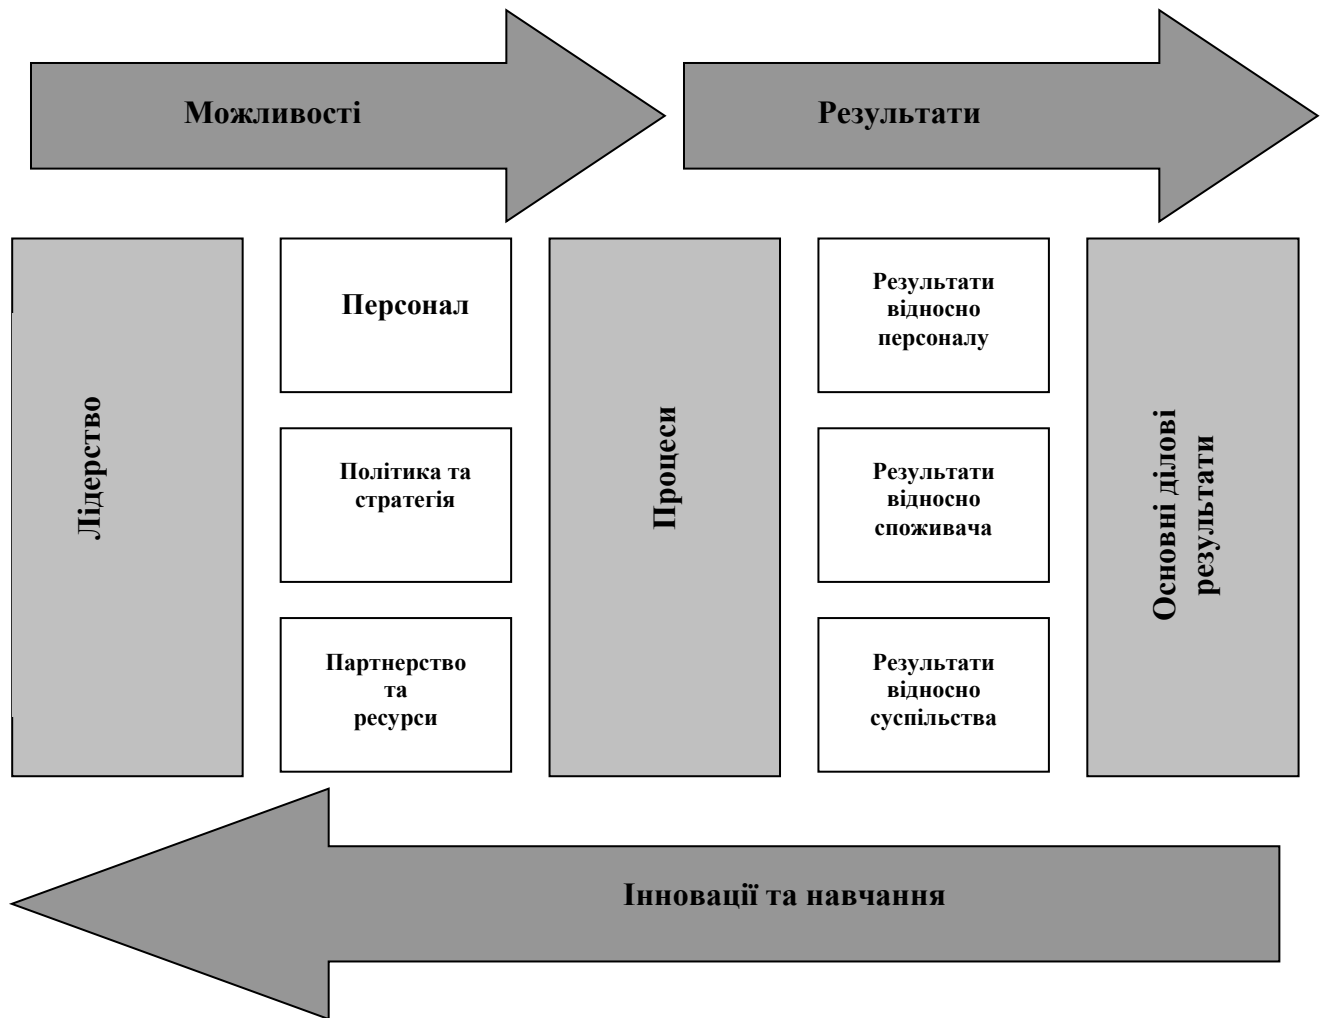 Можливості
Результати
Лідерство
Персонал
Політика та
стратегія
Партнерство
та
ресурси
Процеси
Результати
відносно
персоналу
Результати
відносно
споживача
Результати
відносно
суспільства
Основні ділові
результати
Інновації та навчання